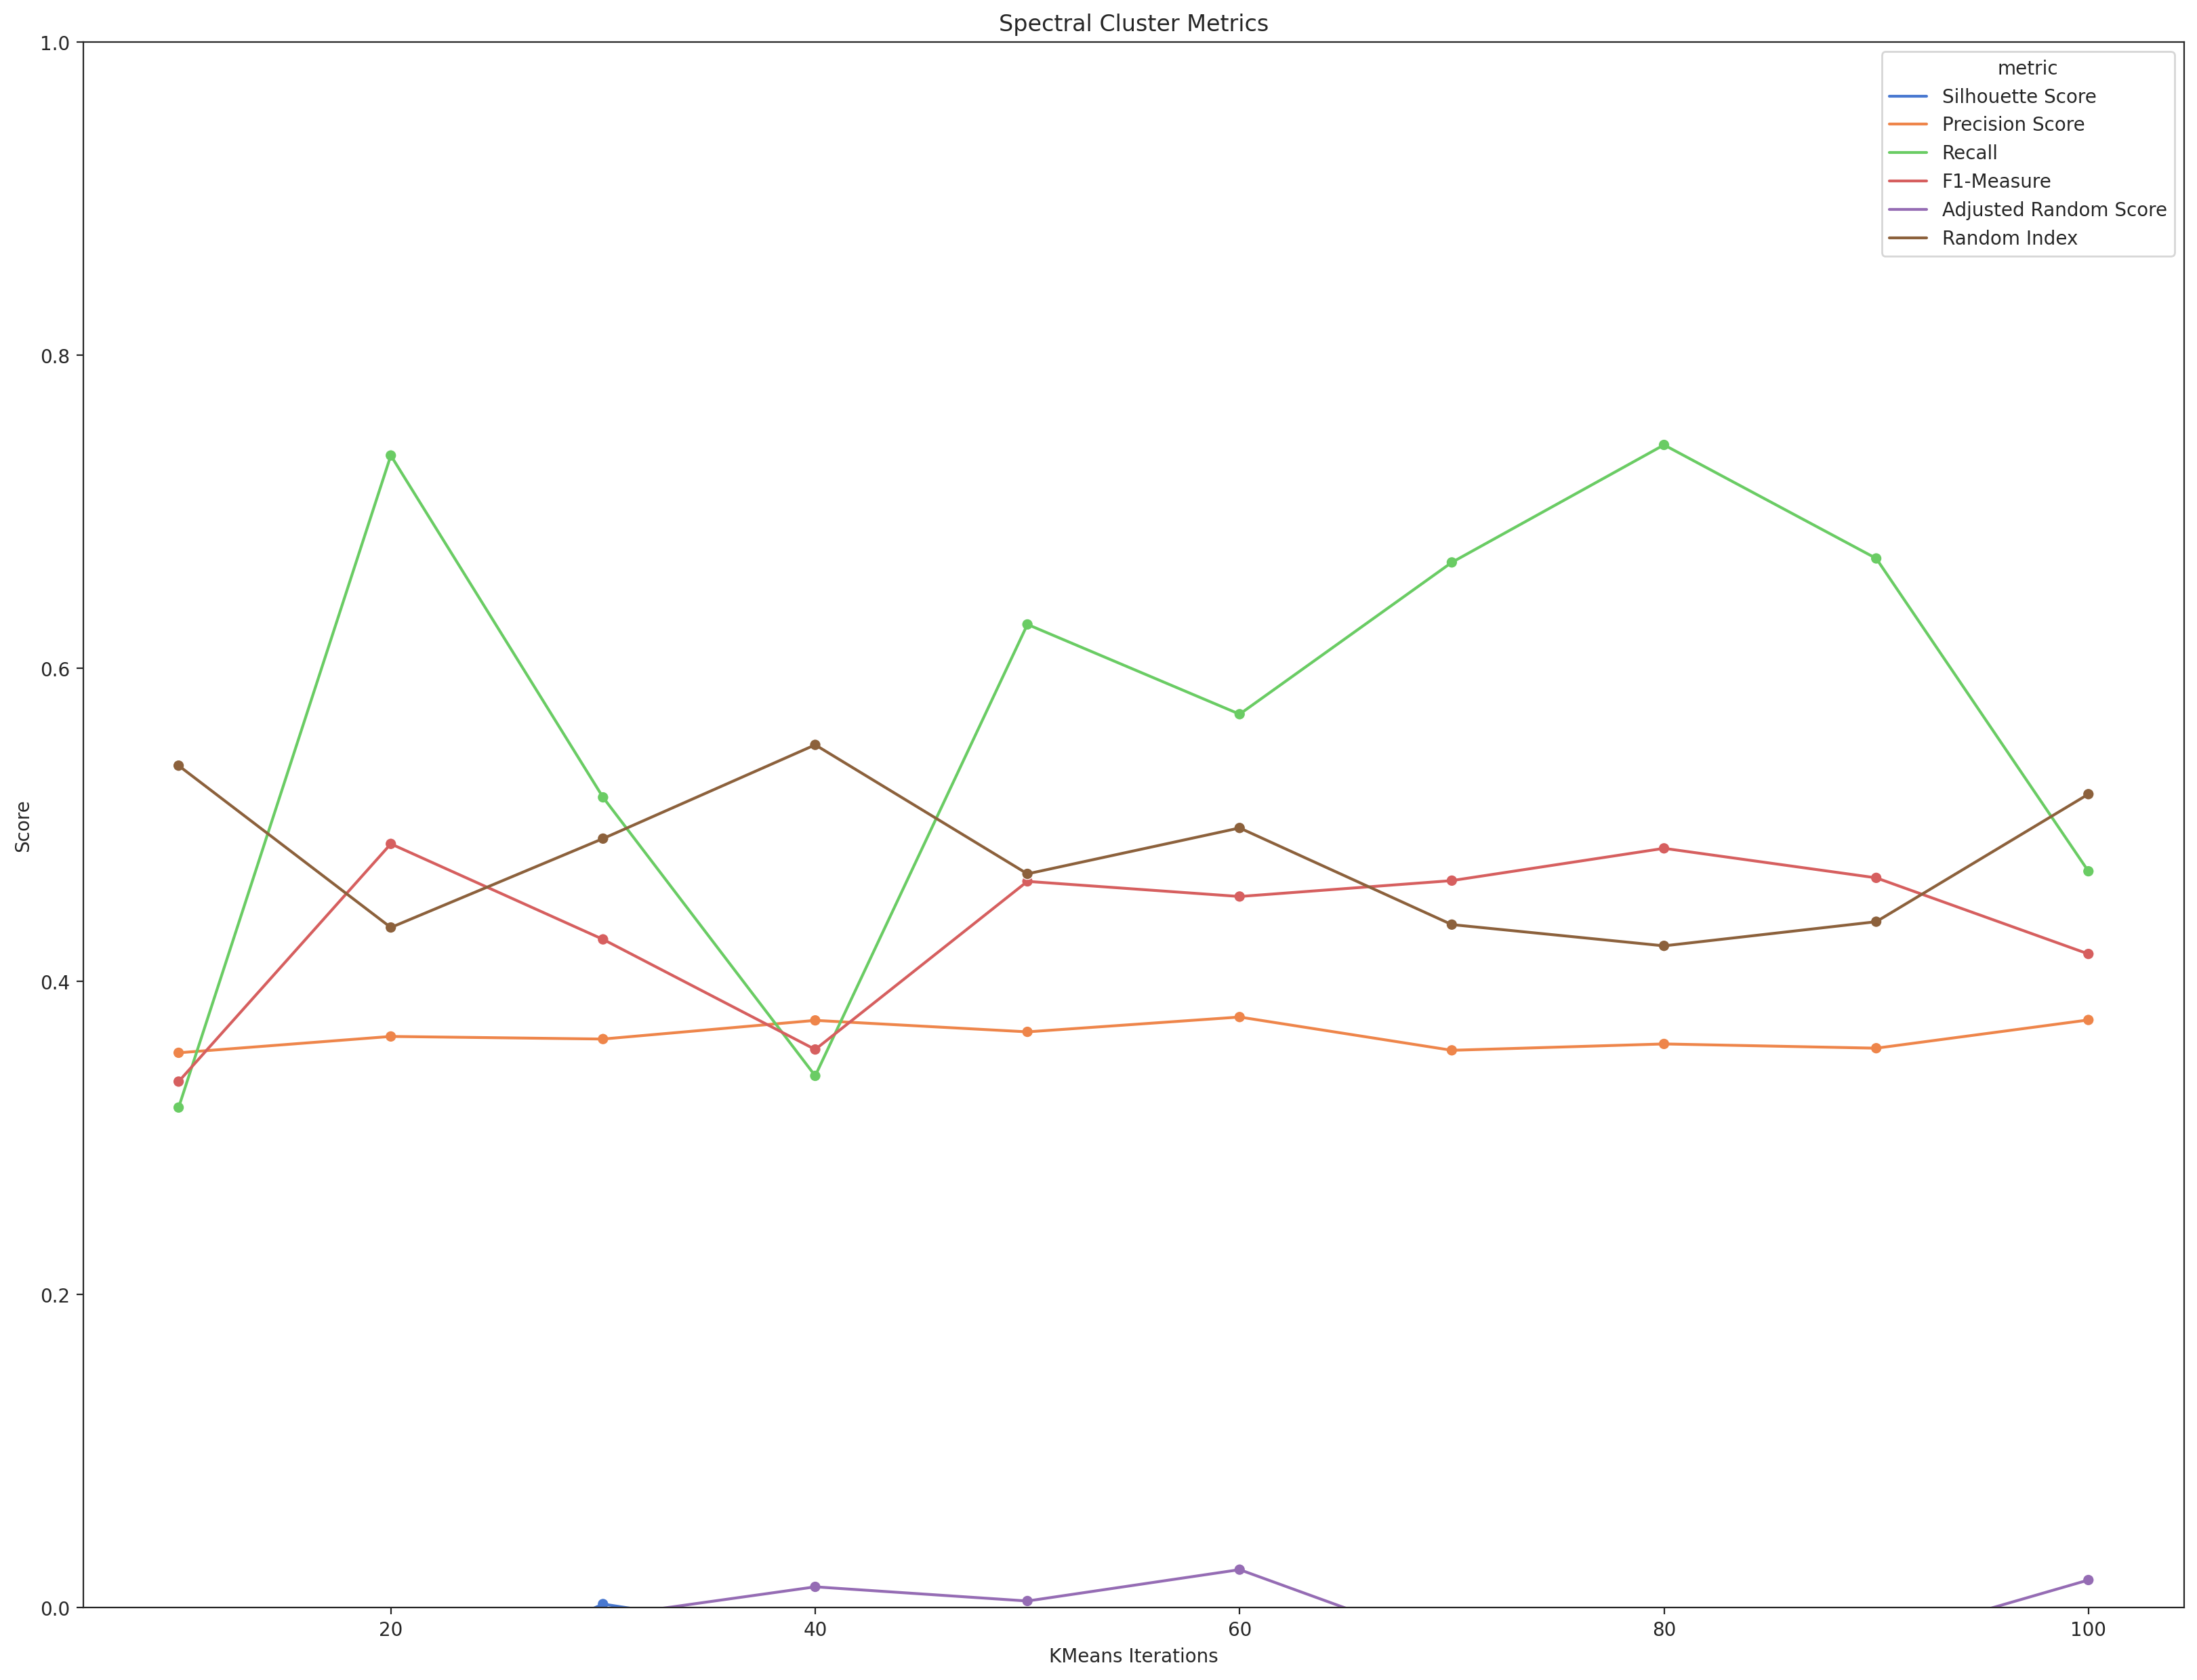 Spectral Cluster Metrics
metric
Silhouette Score
Precision Score
Recall
F1-Measure
Adjusted Random Score
Random Index
Score
1.0
0.8
0.6
0.4
0.2
0.0
20 40 60 80 100
KMeans Iterations